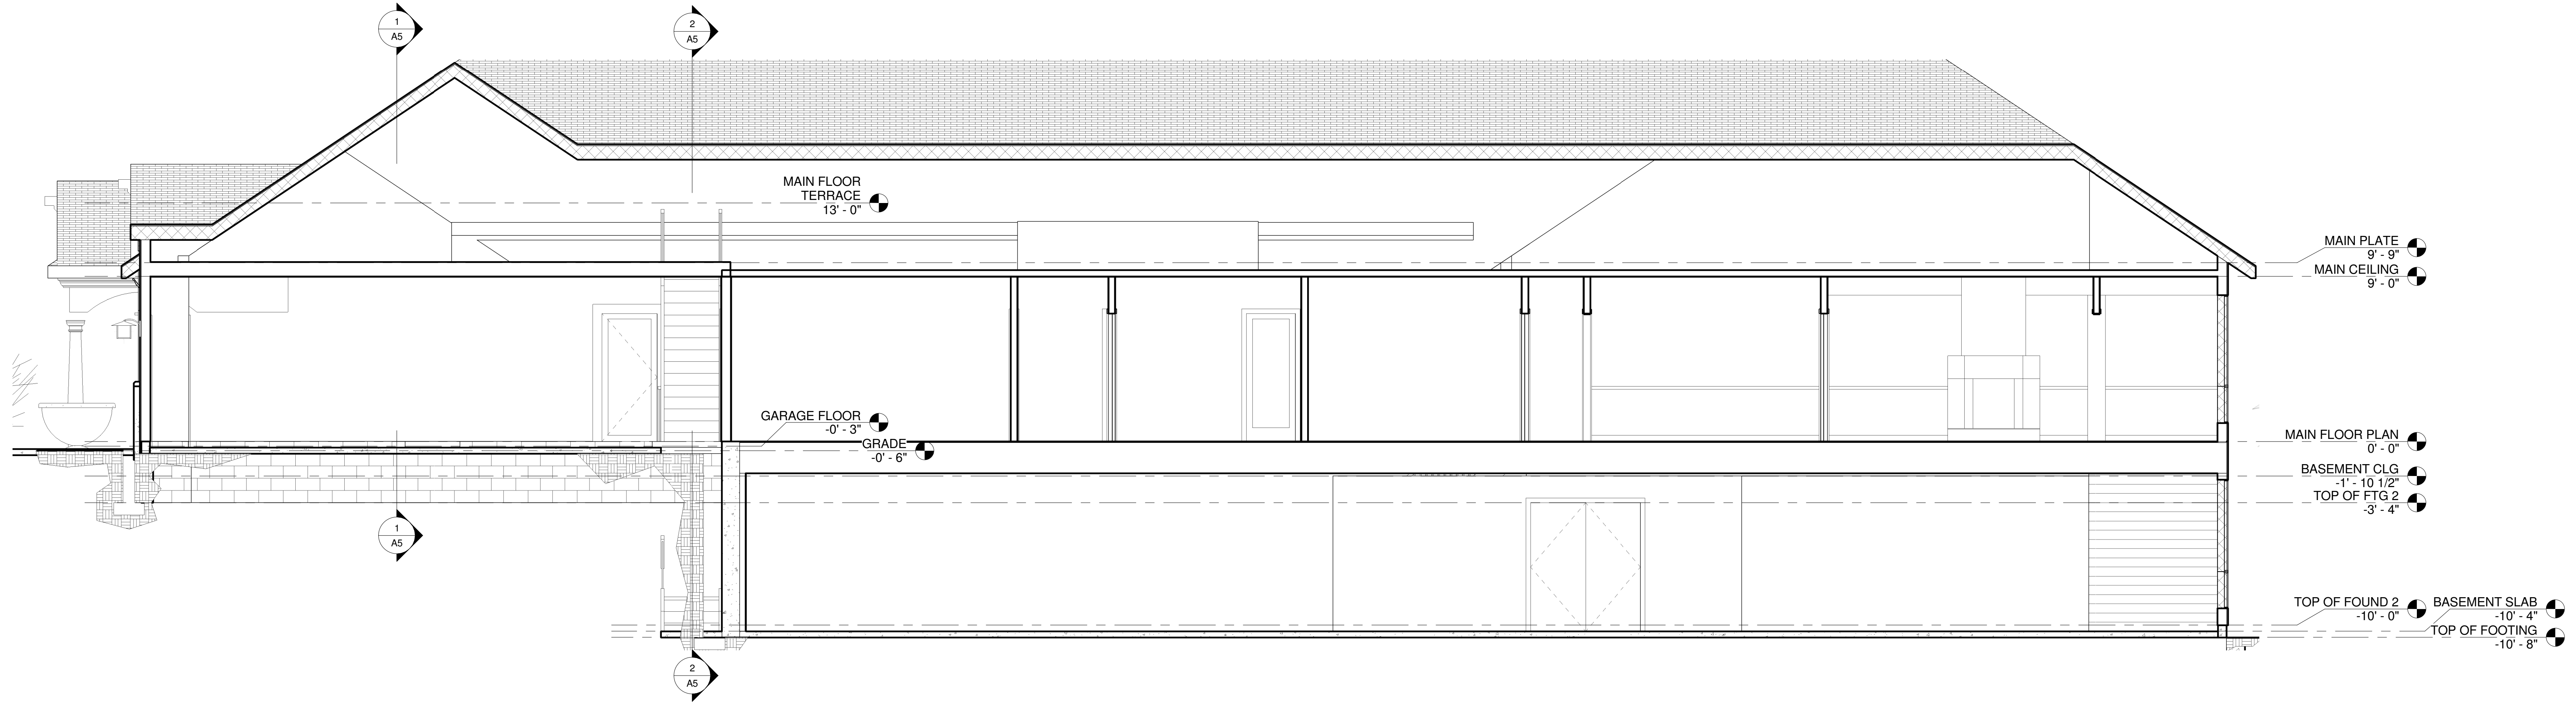 1
A5
2
A5
MAIN FLOOR
TERRACE
13' - 0"
MAIN PLATE
9' - 9"
MAIN CEILING
9' - 0"
GARAGE FLOOR
-0' - 3"
GRADE
-0' - 6"
MAIN FLOOR PLAN
0' - 0"
BASEMENT CLG
-1' - 10 1/2"
TOP OF FTG 2
-3' - 4"
1
A5
TOP OF FOUND 2
-10' - 0"
BASEMENT SLAB
-10' - 4"
TOP OF FOOTING
-10' - 8"
2
A5